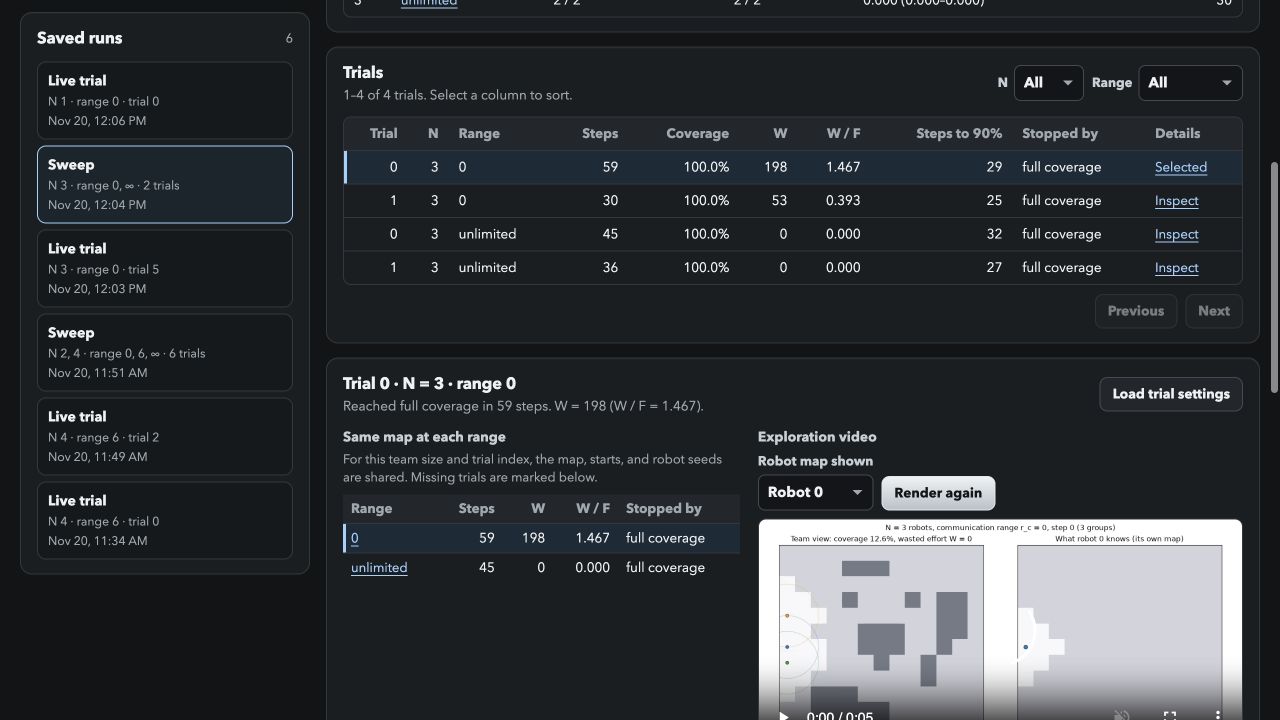 Saved runs 6
Live trial
N 1 · range 0 · trial 0
Nov 20, 12:06 PM
Sweep
N 3 · range 0, ∞ · 2 trials
Nov 20, 12:04 PM
Live trial
N 3 · range 0 · trial 5
Nov 20, 12:03 PM
Sweep
N 2, 4 · range 0, 6, ∞ · 6 trials
Nov 20, 11:51 AM
Live trial
N 4 · range 6 · trial 2
Nov 20, 11:49 AM
Live trial
N 4 · range 6 · trial 0
Nov 20, 11:34 AM
3 unlimited 2 / 2 2 / 2 0.000 (0.000–0.000) 30
Trials
1–4 of 4 trials. Select a column to sort.
N All Range All
Trial N Range Steps Coverage W W / F Steps to 90% Stopped by Details
0 3 0 59 100.0% 198 1.467 29 full coverage Selected
1 3 0 30 100.0% 53 0.393 25 full coverage Inspect
0 3 unlimited 45 100.0% 0 0.000 32 full coverage Inspect
1 3 unlimited 36 100.0% 0 0.000 27 full coverage Inspect
Previous Next
Trial 0 · N = 3 · range 0
Reached full coverage in 59 steps. W = 198 (W / F = 1.467).
Load trial settings
Same map at each range
For this team size and trial index, the map, starts, and robot seeds
are shared. Missing trials are marked below.
Range Steps W W / F Stopped by
0 59 198 1.467 full coverage
unlimited 45 0 0.000 full coverage
Exploration video
Robot map shown
Robot 0 Render again
N = 3 robots, communication range r_c = 0, step 0 (3 groups)
Team view: coverage 12.6%, wasted effort W = 0
What robot 0 knows (its own map)
0:00 / 0:05